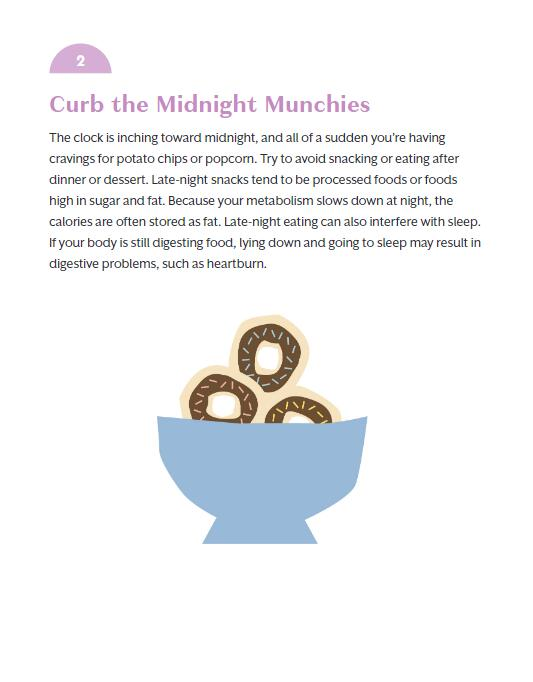 2
Curb the Midnight Munchies
The clock is inching toward midnight, and all of a sudden you’re having
cravings for potato chips or popcorn. Try to avoid snacking or eating after
dinner or dessert. Late-night snacks tend to be processed foods or foods
high in sugar and fat. Because your metabolism slows down at night, the
calories are often stored as fat. Late-night eating can also interfere with sleep.
If your body is still digesting food, lying down and going to sleep may result in
digestive problems, such as heartburn.